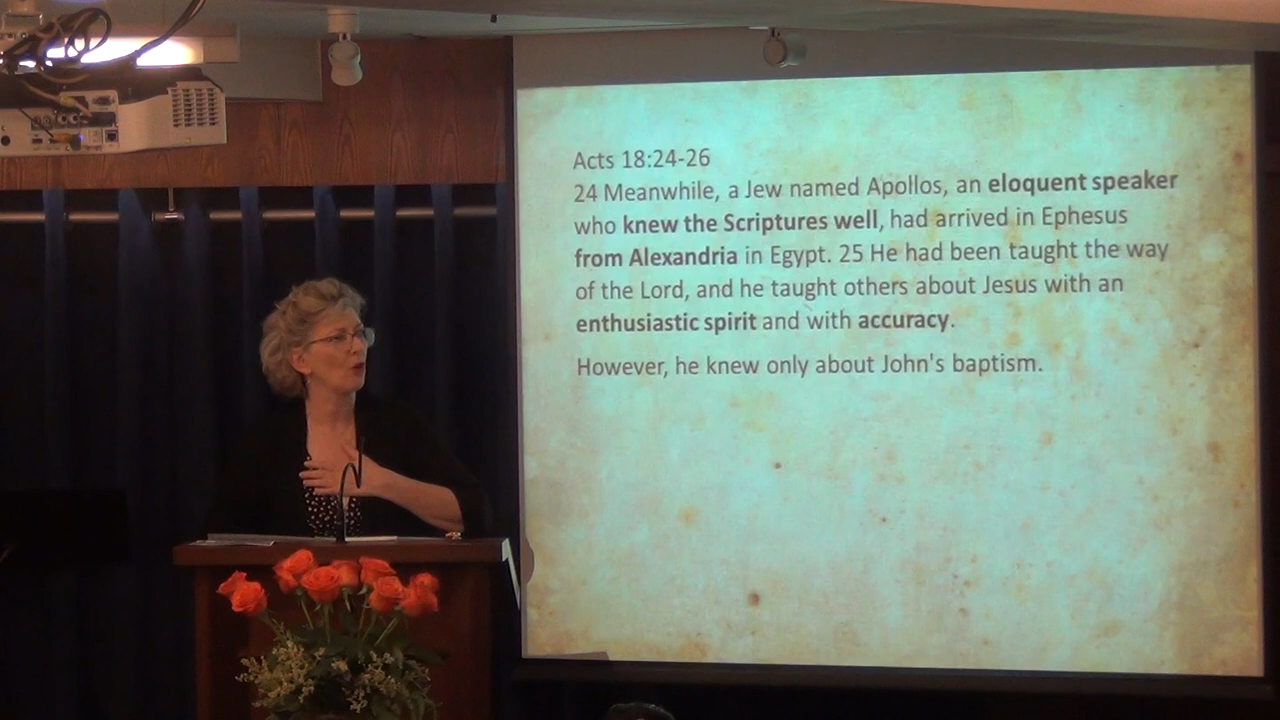 Acts 18:24-26
24 Meanwhile, a Jew named Apollos, an eloquent speaker
who knew the Scriptures well, had arrived in Ephesus
from Alexandria in Egypt. 25 He had been taught the way
of the Lord, and he taught others about Jesus with an
enthusiastic spirit and with accuracy.
However, he knew only about John's baptism.